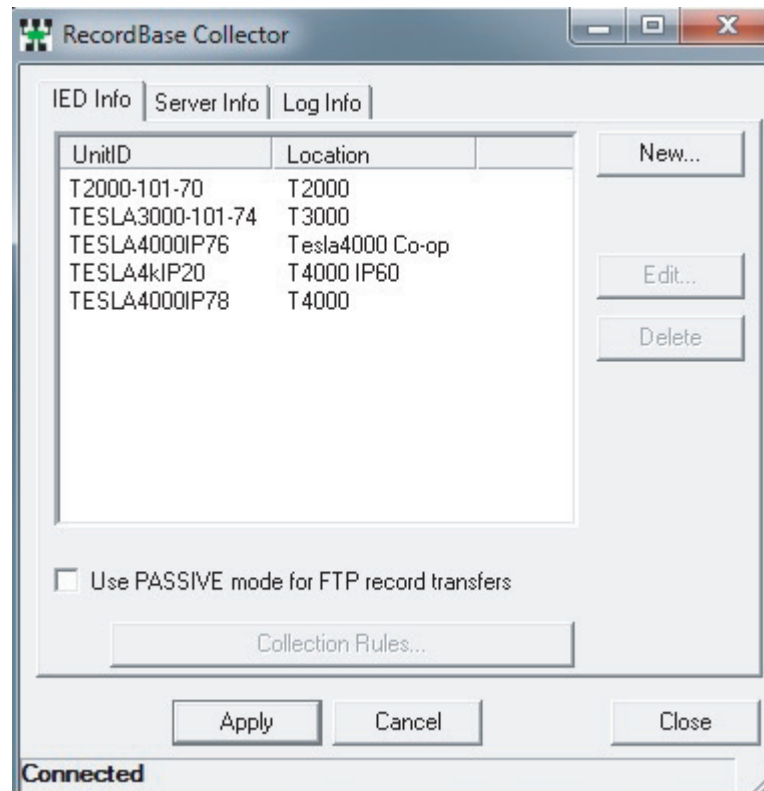 RecordBase Collector
IED Info Server Info Log Info
UnitID Location
New...
T2000-101-70 T2000
TESLA3000-101-74 T3000
TESLA4000IP76 Tesla4000 Co-op
TESLA4kIP20 T4000 IP60
Edit...
TESLA4000IP78 T4000
Delete
Use PASSIVE mode for FTP record transfers
Collection Rules...
Apply Cancel Close
Connected